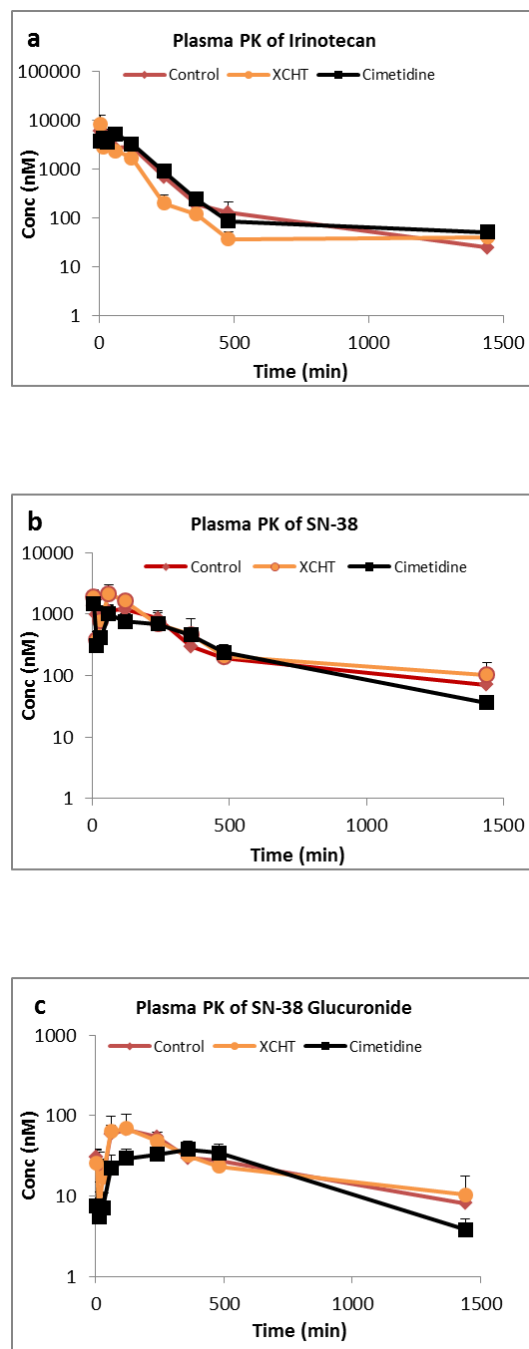 a
Plasma PK of Irinotecan
Control XCHT Cimetidine
100000
10000
1000
100
10
1
Conc (nM)
0 500 1000 1500
Time (min)
b
Plasma PK of SN-38
Control XCHT Cimetidine
10000
1000
100
10
1
Conc (nM)
0 500 1000 1500
Time (min)
c
Plasma PK of SN-38 Glucuronide
Control XCHT Cimetidine
1000
100
10
1
Conc (nM)
0 500 1000 1500
Time (min)